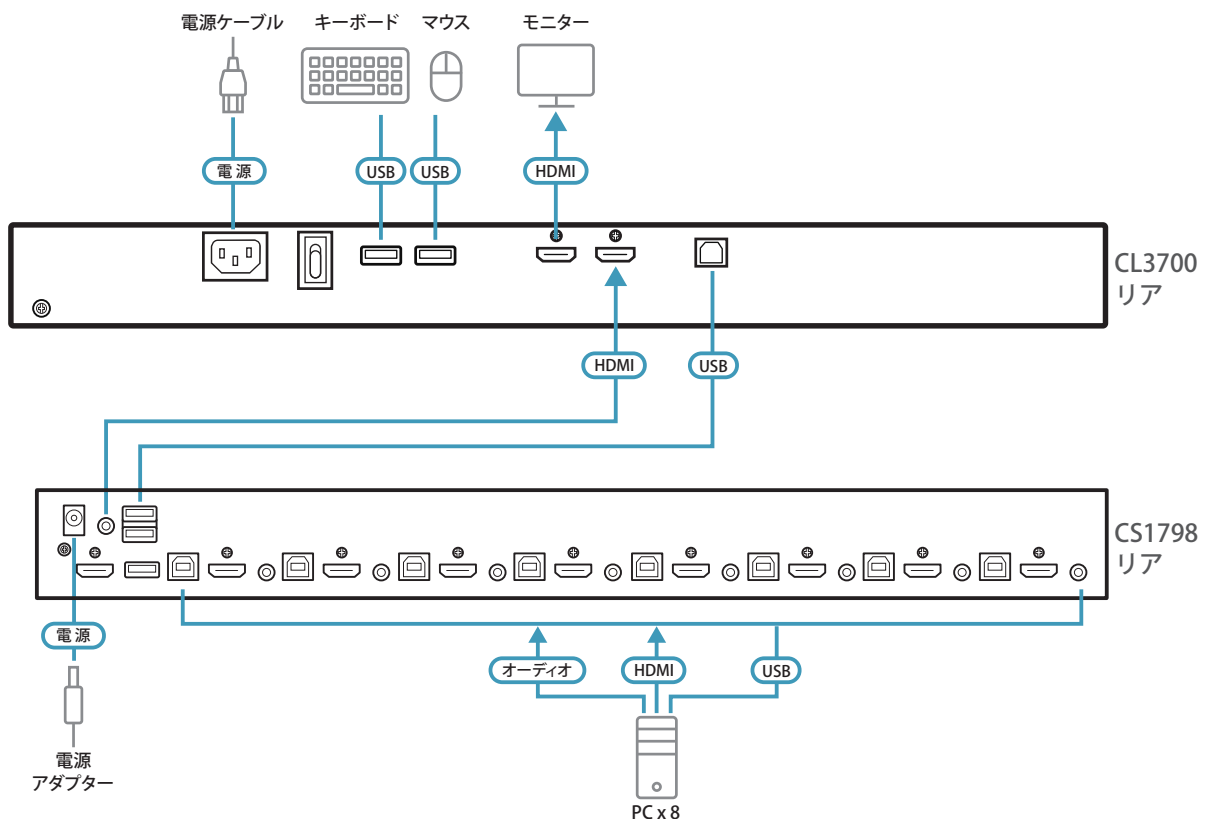 電源ケーブル
キーボード
マウス
モニター
電源
USB
USB
HDMI
CL3700
リア
HDMI
USB
CS1798
リア
電源
オーディオ
HDMI
USB
電源
アダプター
PC x 8